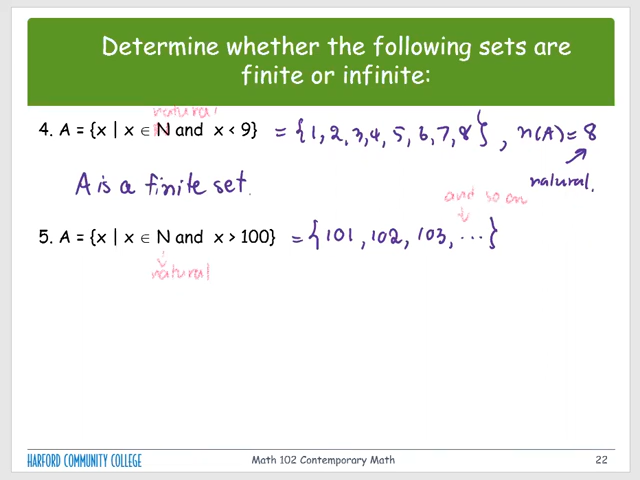 Determine whether the following sets are
finite or infinite:
natural
4. A = {x | x ∈ N and x < 9} = {1, 2, 3, 4, 5, 6, 7, 8}, n(A) = 8
A is a finite set.
natural.
and so on
5. A = {x | x ∈ N and x > 100} = {101, 102, 103, ...}
natural
HARFORD COMMUNITY COLLEGE
Math 102 Contemporary Math
22